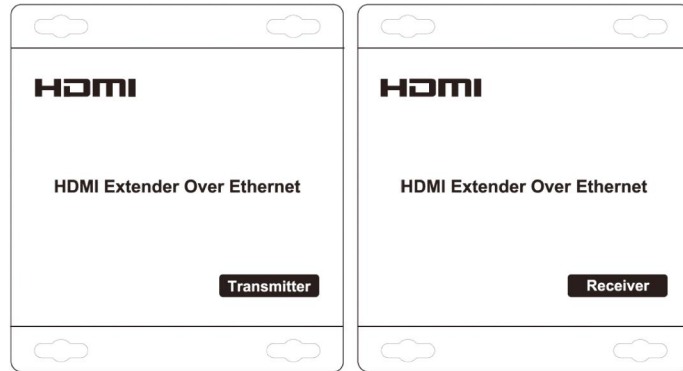 HDMI
HDMI Extender Over Ethernet
Transmitter
HDMI
HDMI Extender Over Ethernet
Receiver